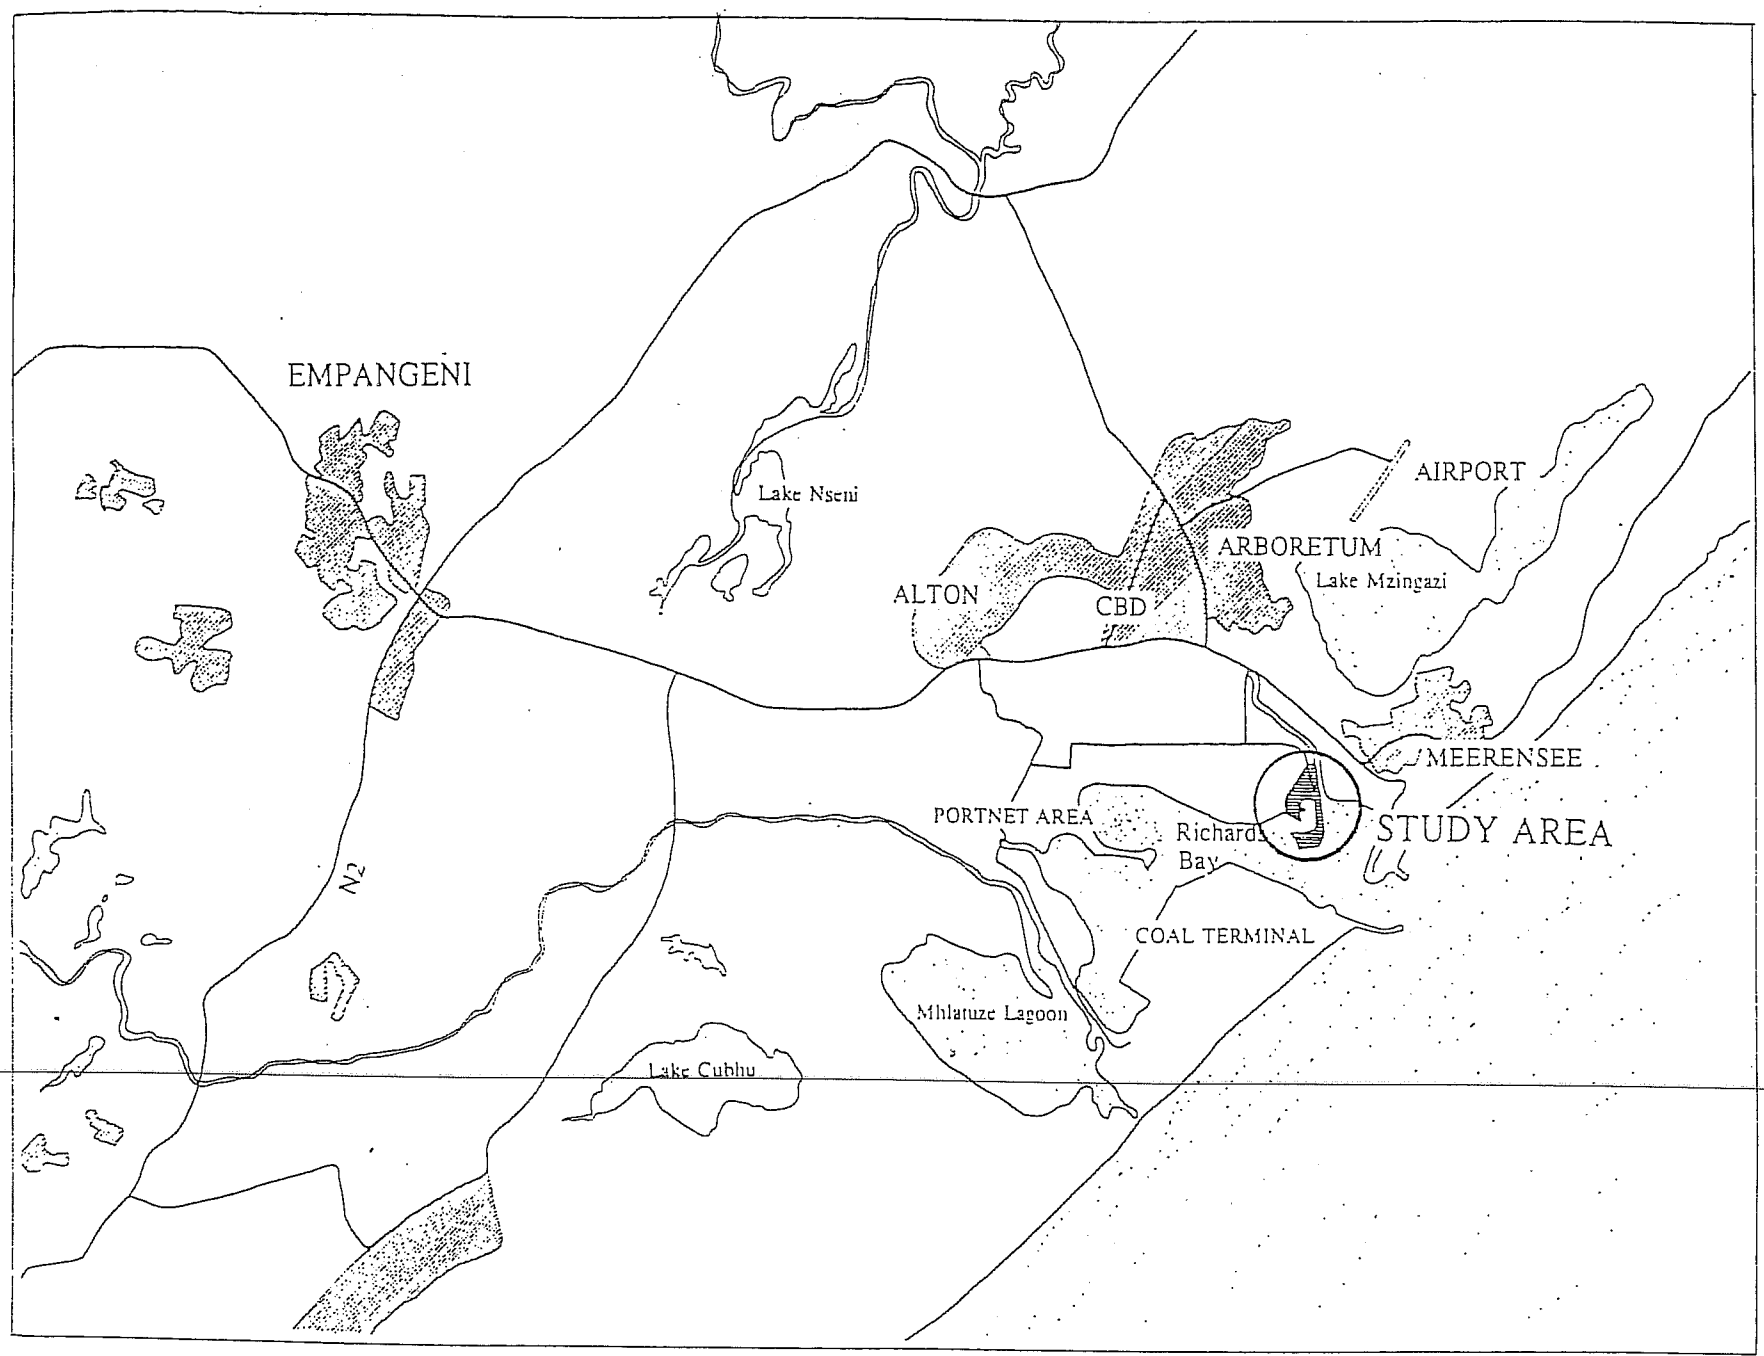 EMPANGENI
AIRPORT
Lake Nseni
ARBORETUM
Lake Mzingazi
ALTON
CBD
MEERENSEE
PORTNET AREA
Richards
Bay
STUDY AREA
N2
COAL TERMINAL
Mhlatuze Lagoon
Lake Cubhu